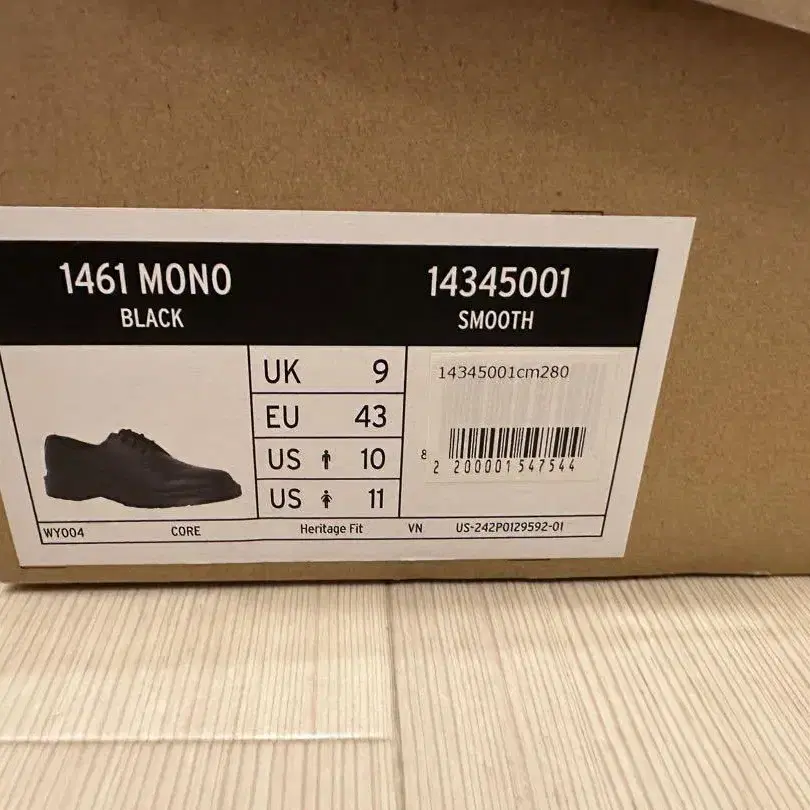 1461 MONO
BLACK
14345001
SMOOTH
UK 9
EU 43
US 10
US 11
14345001cm280
8
2 200001 547544
WY004 CORE Heritage Fit VN US-242P0129592-01